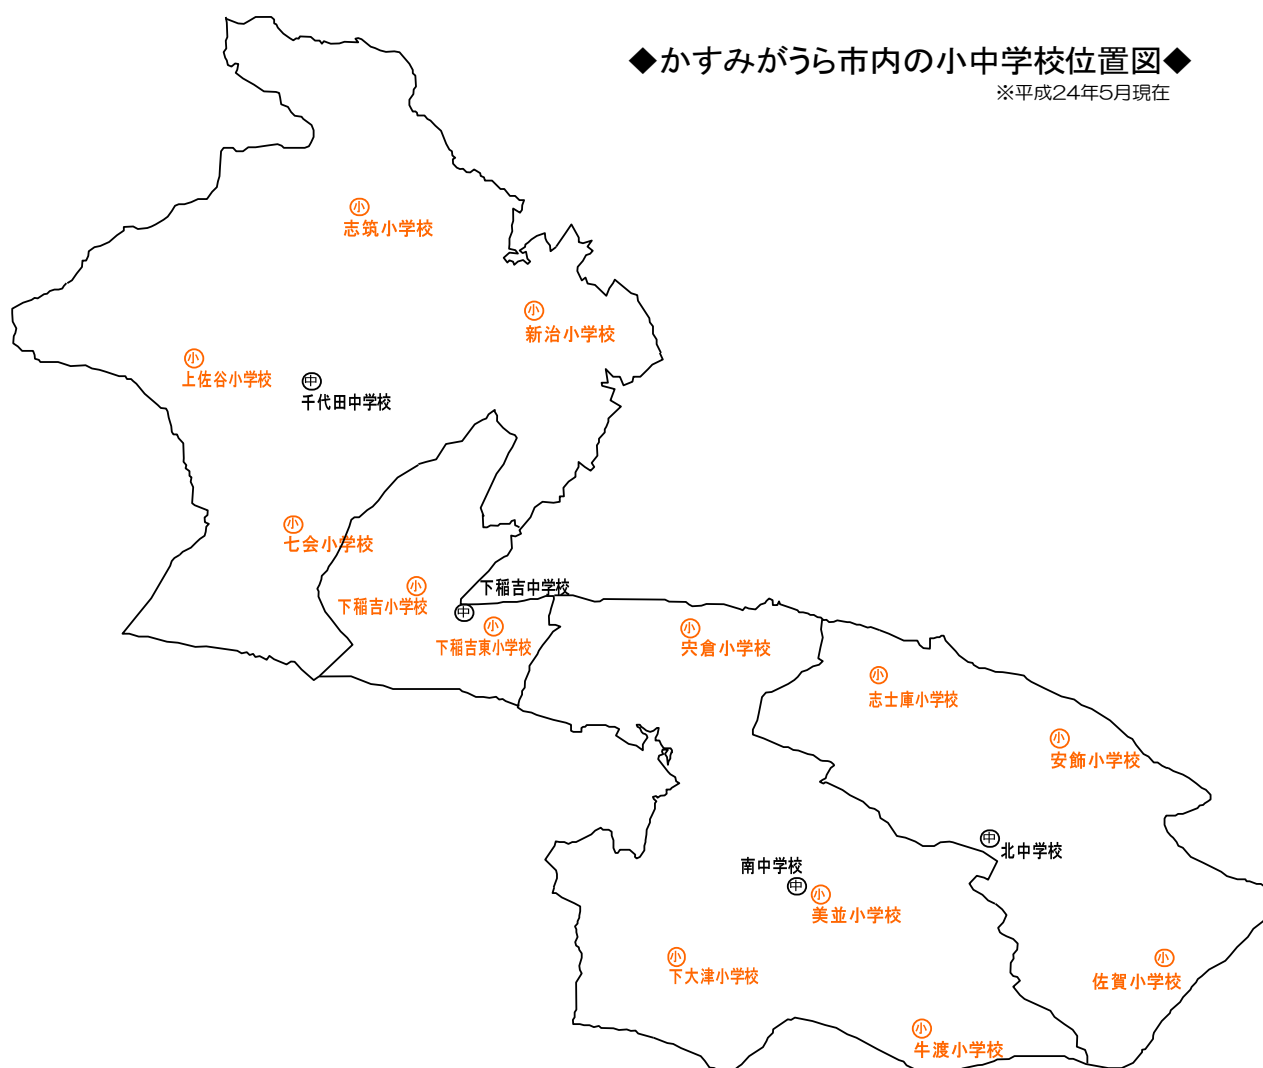 ◆かすみがうら市内の小中学校位置図◆
※平成24年5月現在
小
志筑小学校
小
新治小学校
小
上佐谷小学校
中
千代田中学校
小
七会小学校
小
下稲吉小学校
下稲吉中学校
中
小
下稲吉東小学校
小
宍倉小学校
小
志士庫小学校
小
安飾小学校
中
北中学校
南中学校
中
小
美並小学校
小
下大津小学校
小
佐賀小学校
小
牛渡小学校